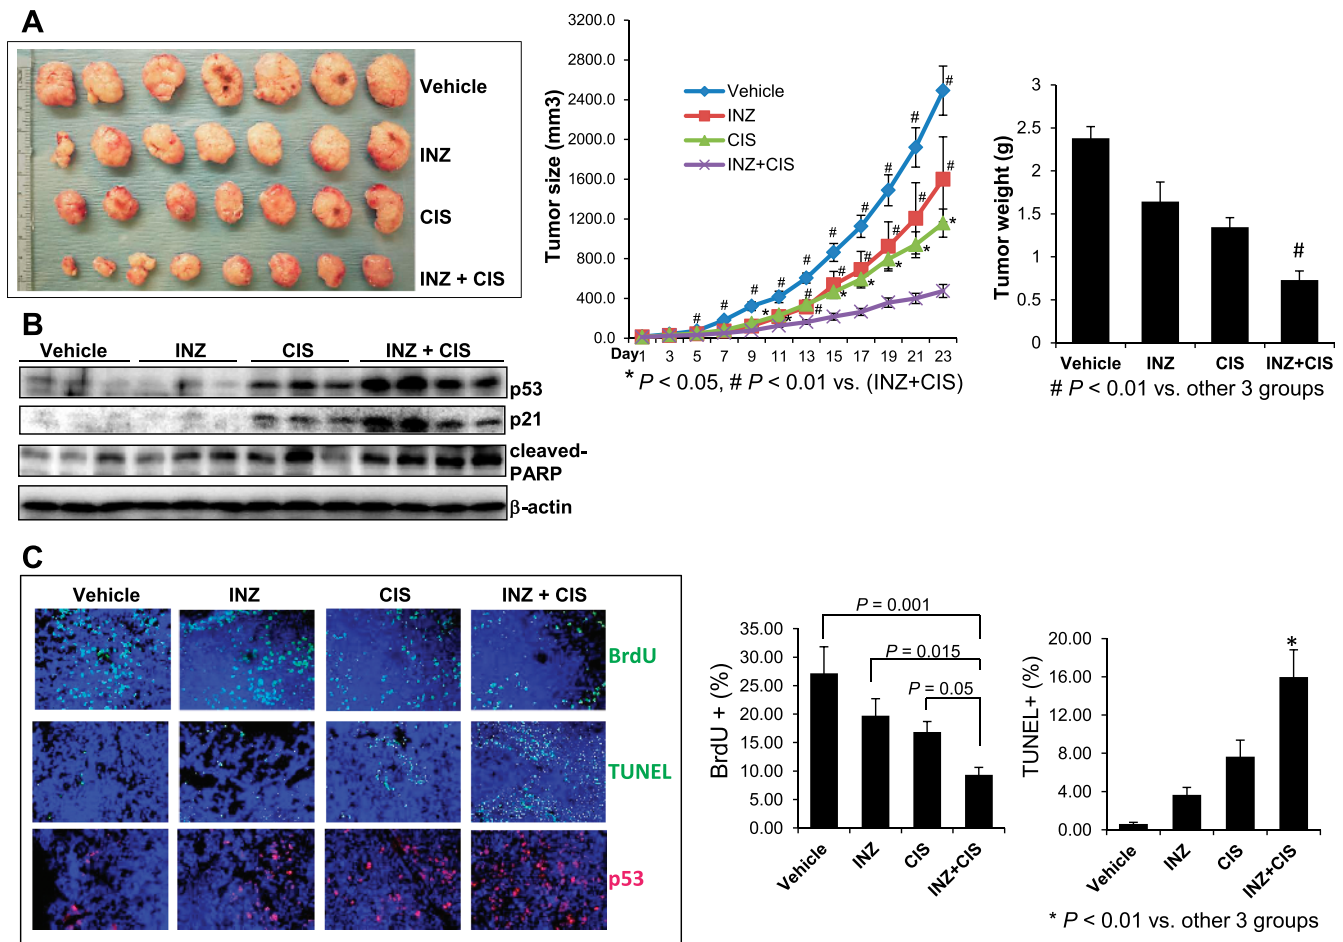 A
Vehicle
INZ
CIS
INZ + CIS
Tumor size (mm3)
3200.0
2800.0
2400.0
2000.0
1600.0
1200.0
800.0
400.0
0.0
Vehicle
INZ
CIS
INZ+CIS
# # # # # # # # # #
# # # # # #
* * * * * * *
Day 1 3 5 7 9 11 13 15 17 19 21 23
* P < 0.05, # P < 0.01 vs. (INZ+CIS)
Tumor weight (g)
3
2.5
2
1.5
1
0.5
0
#
Vehicle INZ CIS INZ+CIS
# P < 0.01 vs. other 3 groups
B
Vehicle INZ CIS INZ + CIS
p53
p21
cleaved-
PARP
β-actin
C
Vehicle INZ CIS INZ + CIS
BrdU
TUNEL
p53
BrdU + (%)
35.00
30.00
25.00
20.00
15.00
10.00
5.00
0.00
P = 0.001
P = 0.015
P = 0.05
Vehicle INZ CIS INZ+CIS
TUNEL+ (%)
20.00
16.00
12.00
8.00
4.00
0.00
*
Vehicle INZ CIS INZ+CIS
* P < 0.01 vs. other 3 groups